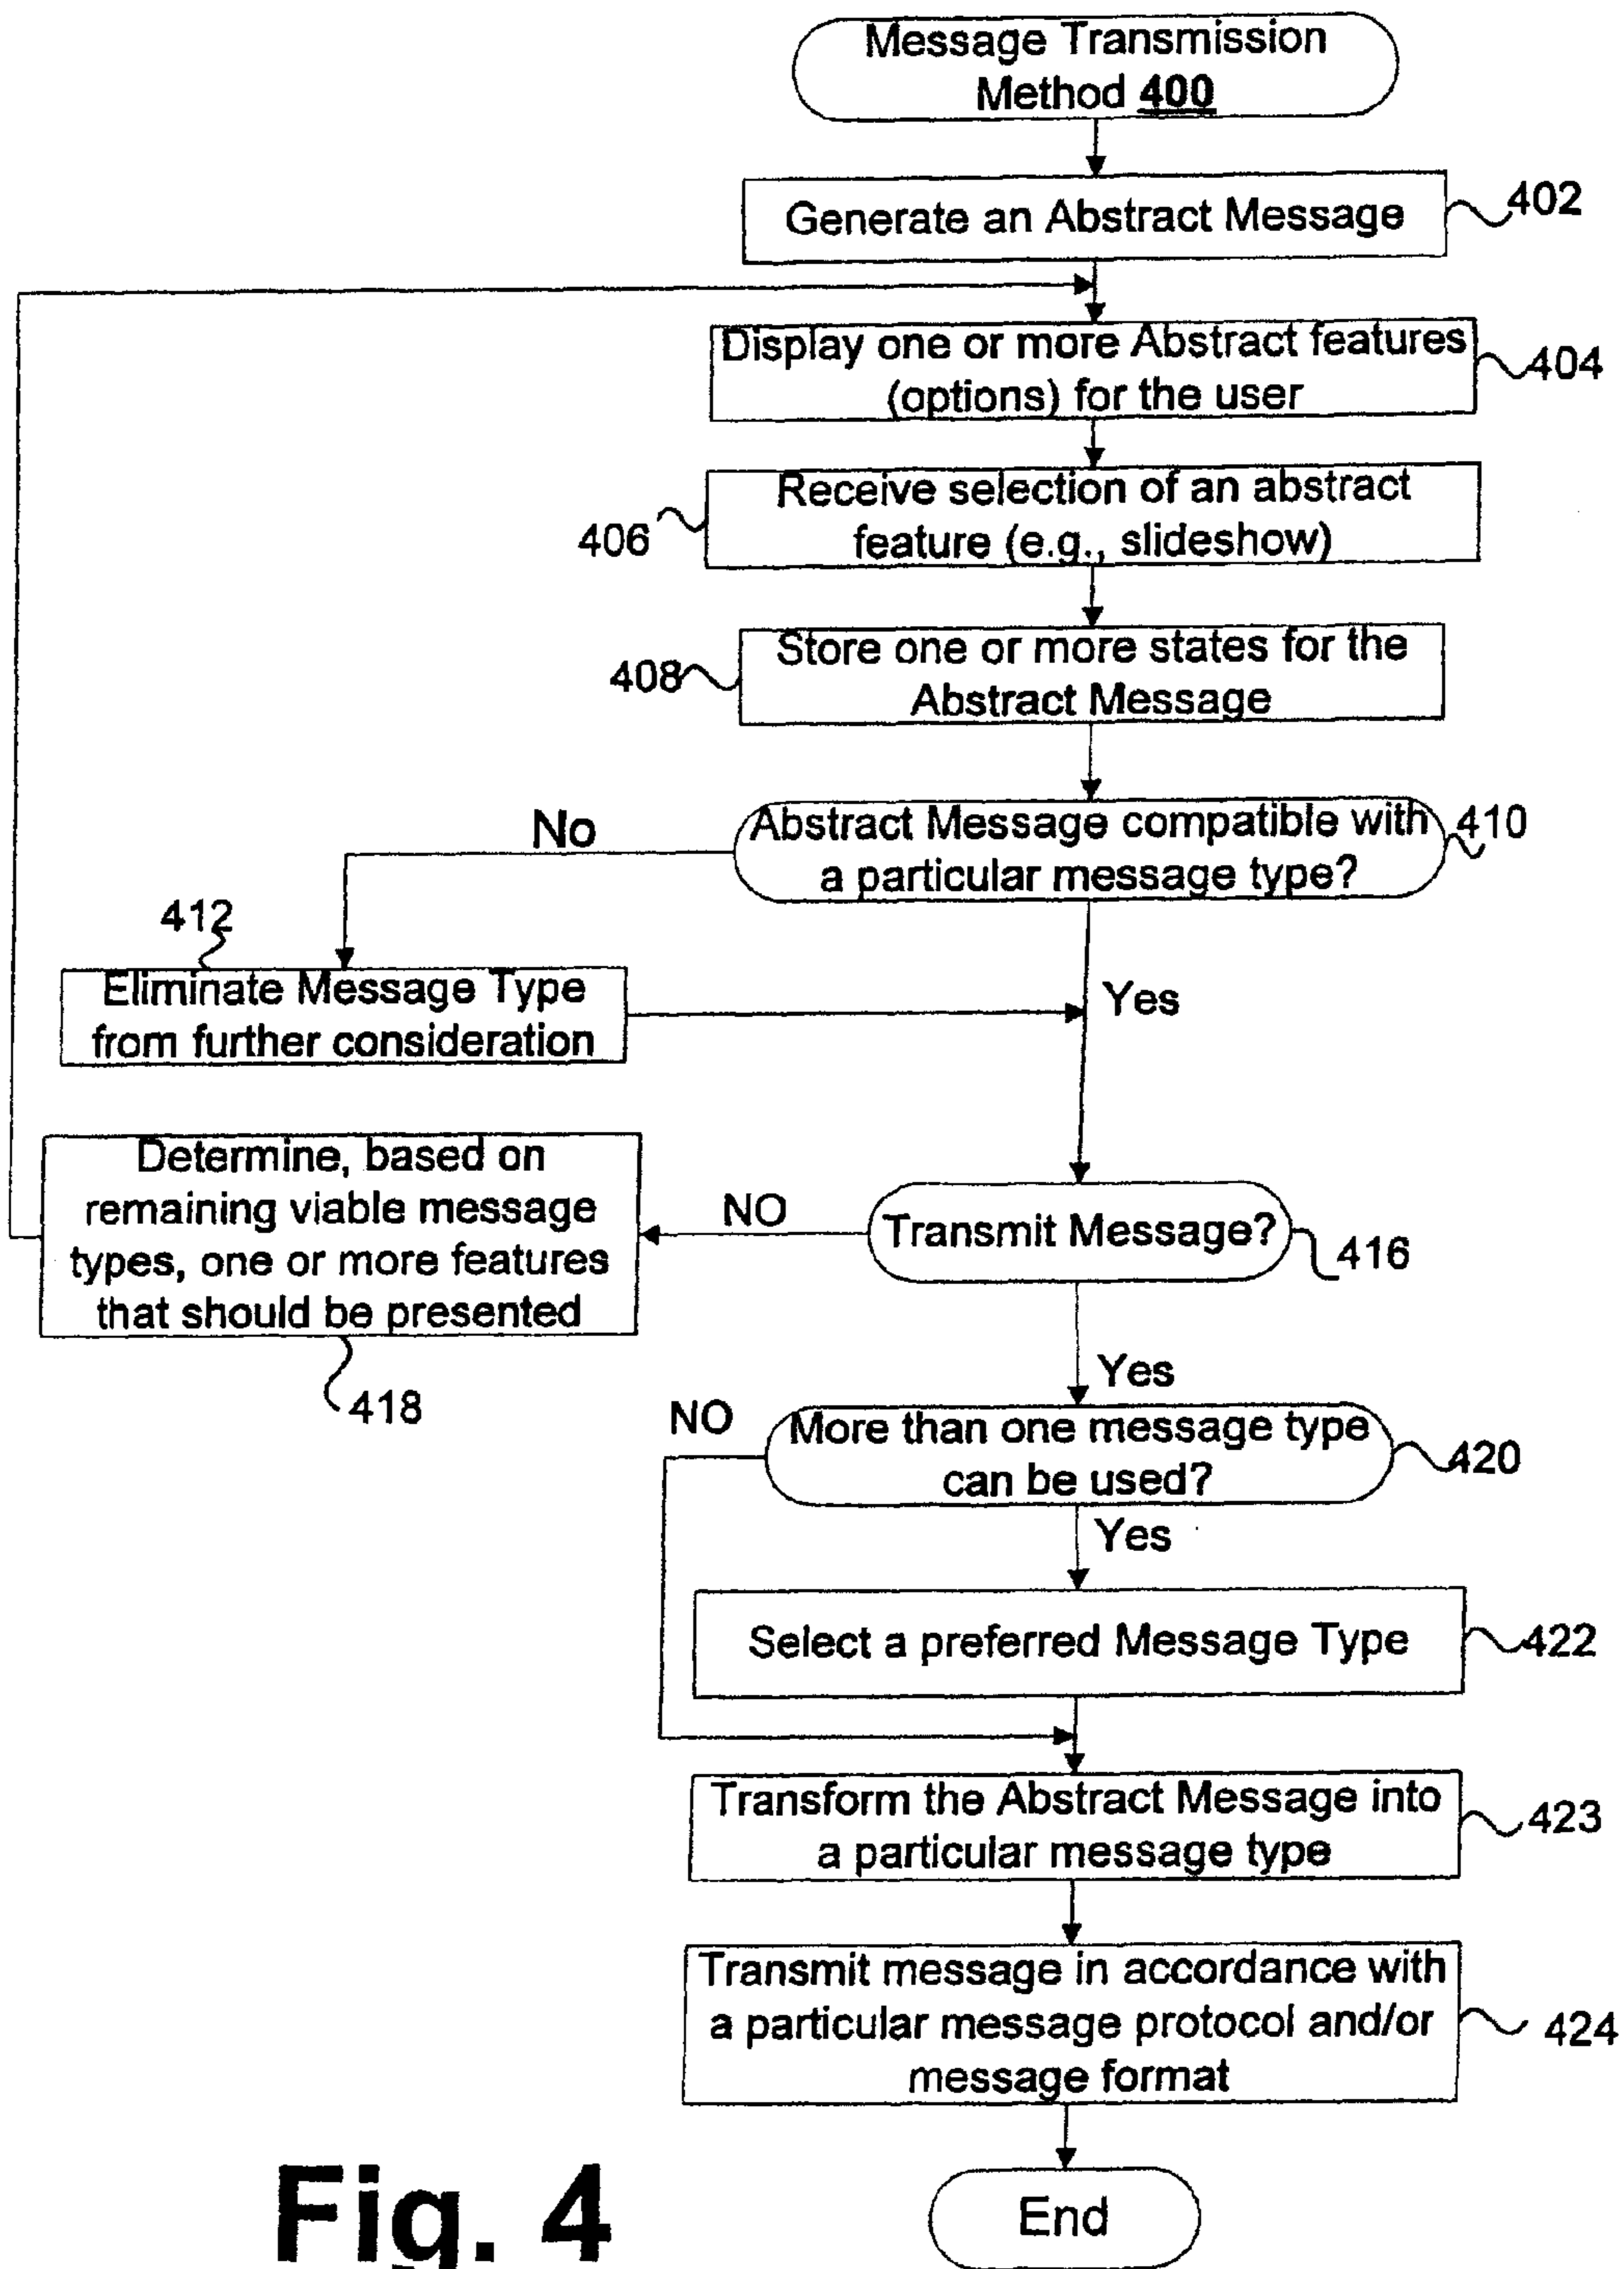 Message Transmission
Method 400
Generate an Abstract Message
402
Display one or more Abstract features
(options) for the user
404
Receive selection of an abstract
feature (e.g., slideshow)
406
Store one or more states for the
Abstract Message
408
Abstract Message compatible with
a particular message type?
410
No
412
Eliminate Message Type
from further consideration
Yes
Determine, based on
remaining viable message
types, one or more features
that should be presented
418
NO
Transmit Message?
416
Yes
NO
More than one message type
can be used?
420
Yes
Select a preferred Message Type
422
Transform the Abstract Message into
a particular message type
423
Transmit message in accordance with
a particular message protocol and/or
message format
424
End
Fig. 4